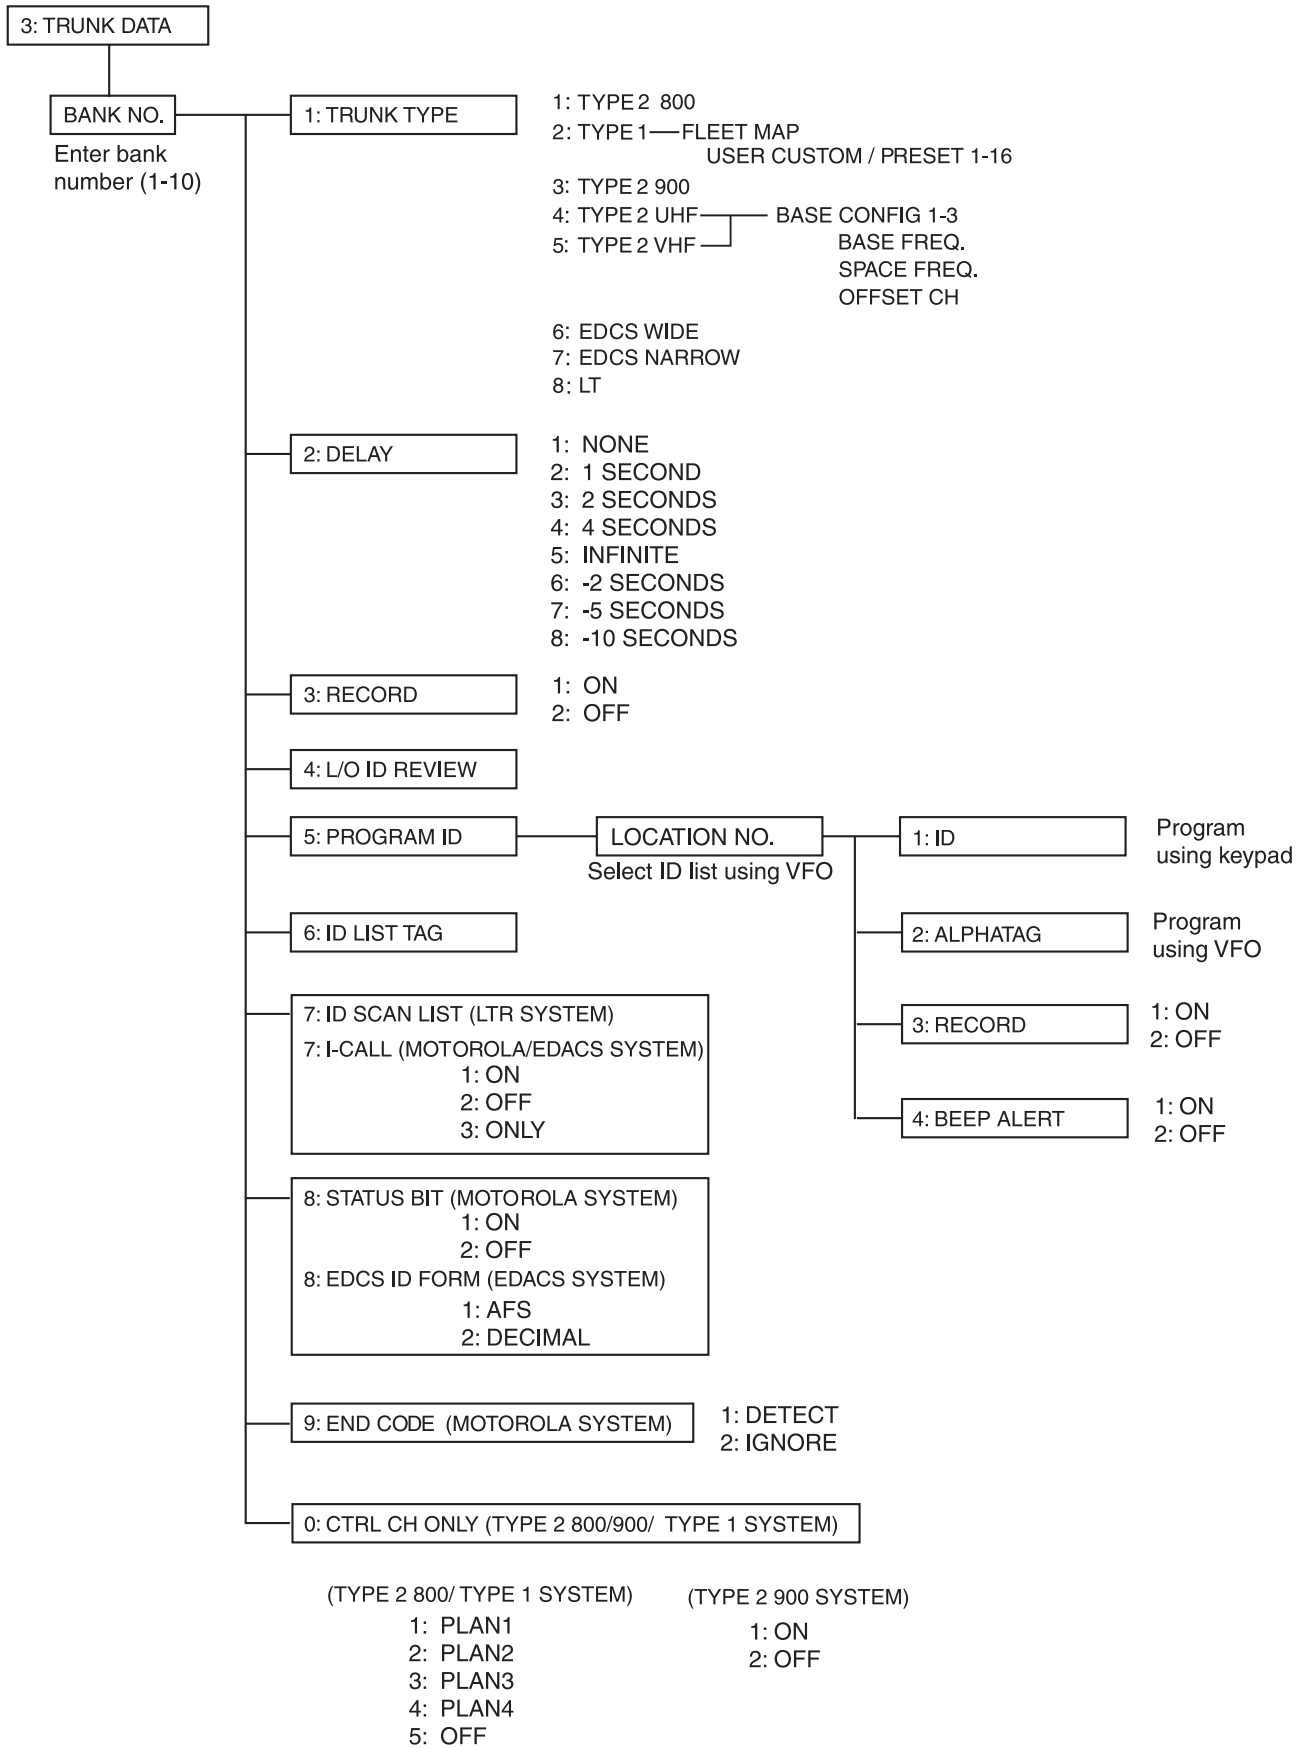 3: TRUNK DATA
BANK NO.
Enter bank
number (1-10)
1: TRUNK TYPE
1: TYPE 2 800
2: TYPE 1 FLEET MAP
USER CUSTOM / PRESET 1-16
3: TYPE 2 900
4: TYPE 2 UHF BASE CONFIG 1-3
5: TYPE 2 VHF BASE FREQ.
SPACE FREQ.
OFFSET CH
6: EDCS WIDE
7: EDCS NARROW
8: LT
2: DELAY
1: NONE
2: 1 SECOND
3: 2 SECONDS
4: 4 SECONDS
5: INFINITE
6: -2 SECONDS
7: -5 SECONDS
8: -10 SECONDS
3: RECORD
1: ON
2: OFF
4: L/O ID REVIEW
5: PROGRAM ID
LOCATION NO.
Select ID list using VFO
1: ID
Program
using keypad
6: ID LIST TAG
2: ALPHATAG
Program
using VFO
3: RECORD
1: ON
2: OFF
4: BEEP ALERT
1: ON
2: OFF
7: ID SCAN LIST (LTR SYSTEM)
7: I-CALL (MOTOROLA/EDACS SYSTEM)
1: ON
2: OFF
3: ONLY
8: STATUS BIT (MOTOROLA SYSTEM)
1: ON
2: OFF
8: EDCS ID FORM (EDACS SYSTEM)
1: AFS
2: DECIMAL
9: END CODE (MOTOROLA SYSTEM)
1: DETECT
2: IGNORE
0: CTRL CH ONLY (TYPE 2 800/900/ TYPE 1 SYSTEM)
(TYPE 2 800/ TYPE 1 SYSTEM)
1: PLAN1
2: PLAN2
3: PLAN3
4: PLAN4
5: OFF
(TYPE 2 900 SYSTEM)
1: ON
2: OFF